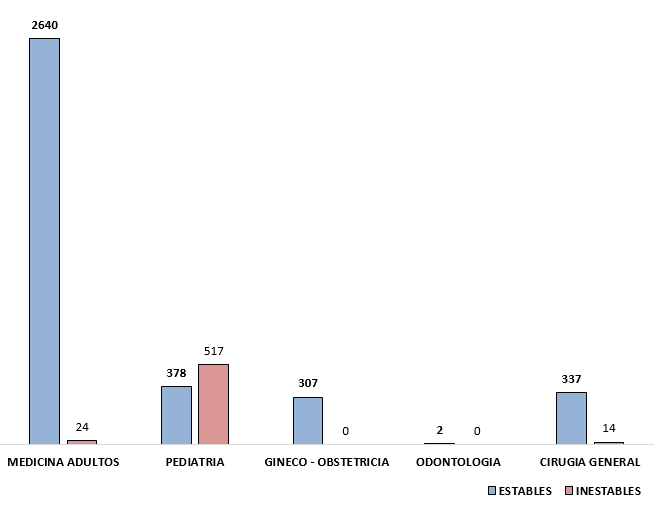 2640
24
378
517
307
0
2
0
337
14
MEDICINA ADULTOS
PEDIATRIA
GINECO - OBSTETRICIA
ODONTOLOGIA
CIRUGIA GENERAL
ESTABLES
INESTABLES